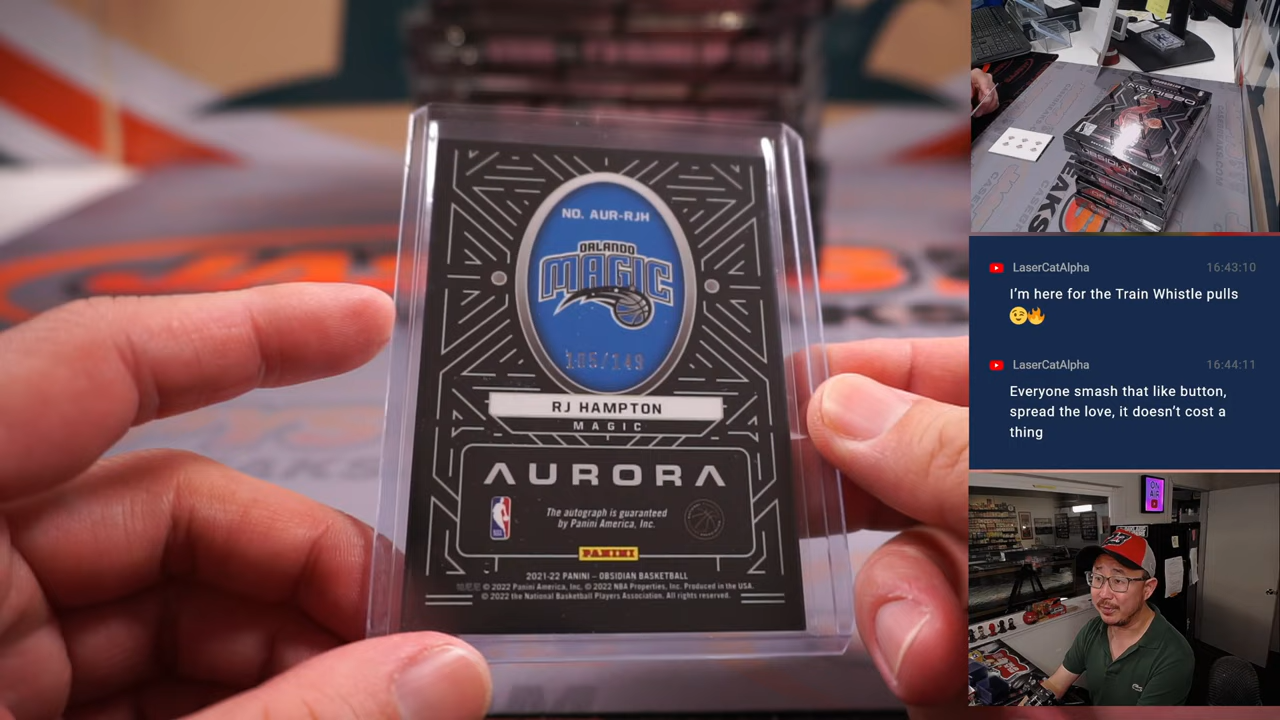 NO. AUR-RJH
ORLANDO
MAGIC
105/149
RJ HAMPTON
MAGIC
AURORA
The autograph is guaranteed
by Panini America, Inc.
PANINI
2021-22 PANINI – OBSIDIAN BASKETBALL
© 2022 Panini America, Inc. © 2022 NBA Properties, Inc. Produced in the USA.
© 2022 the National Basketball Players Association. All rights reserved.
OBSIDIAN
LaserCatAlpha 16:43:10
I'm here for the Train Whistle pulls
😉🔥
LaserCatAlpha 16:44:11
Everyone smash that like button,
spread the love, it doesn't cost a
thing
ON
AIR